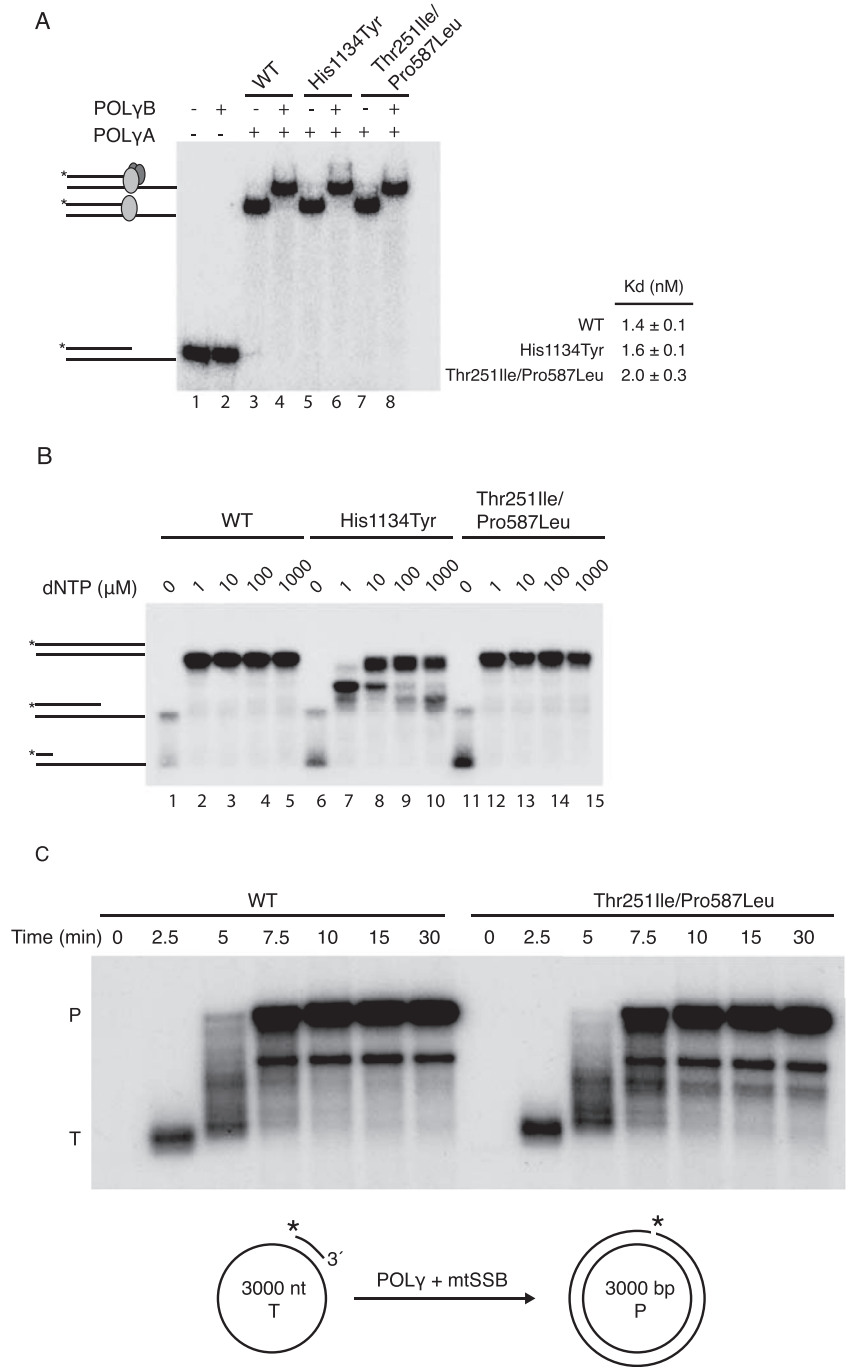 A
WT
His1134Tyr
Thr251Ile/
Pro587Leu
POLγB - + - + - + - +
POLγA - - + + + + + +
*
*
*
1 2 3 4 5 6 7 8
Kd (nM)
WT 1.4 ± 0.1
His1134Tyr 1.6 ± 0.1
Thr251Ile/Pro587Leu 2.0 ± 0.3
B
WT His1134Tyr Thr251Ile/
Pro587Leu
dNTP (µM) 0 1 10 100 1000 0 1 10 100 1000 0 1 10 100 1000
*
*
*
1 2 3 4 5 6 7 8 9 10 11 12 13 14 15
C
WT Thr251Ile/Pro587Leu
Time (min) 0 2.5 5 7.5 10 15 30 0 2.5 5 7.5 10 15 30
P
T
* *
3´
3000 nt POLγ + mtSSB 3000 bp
T P